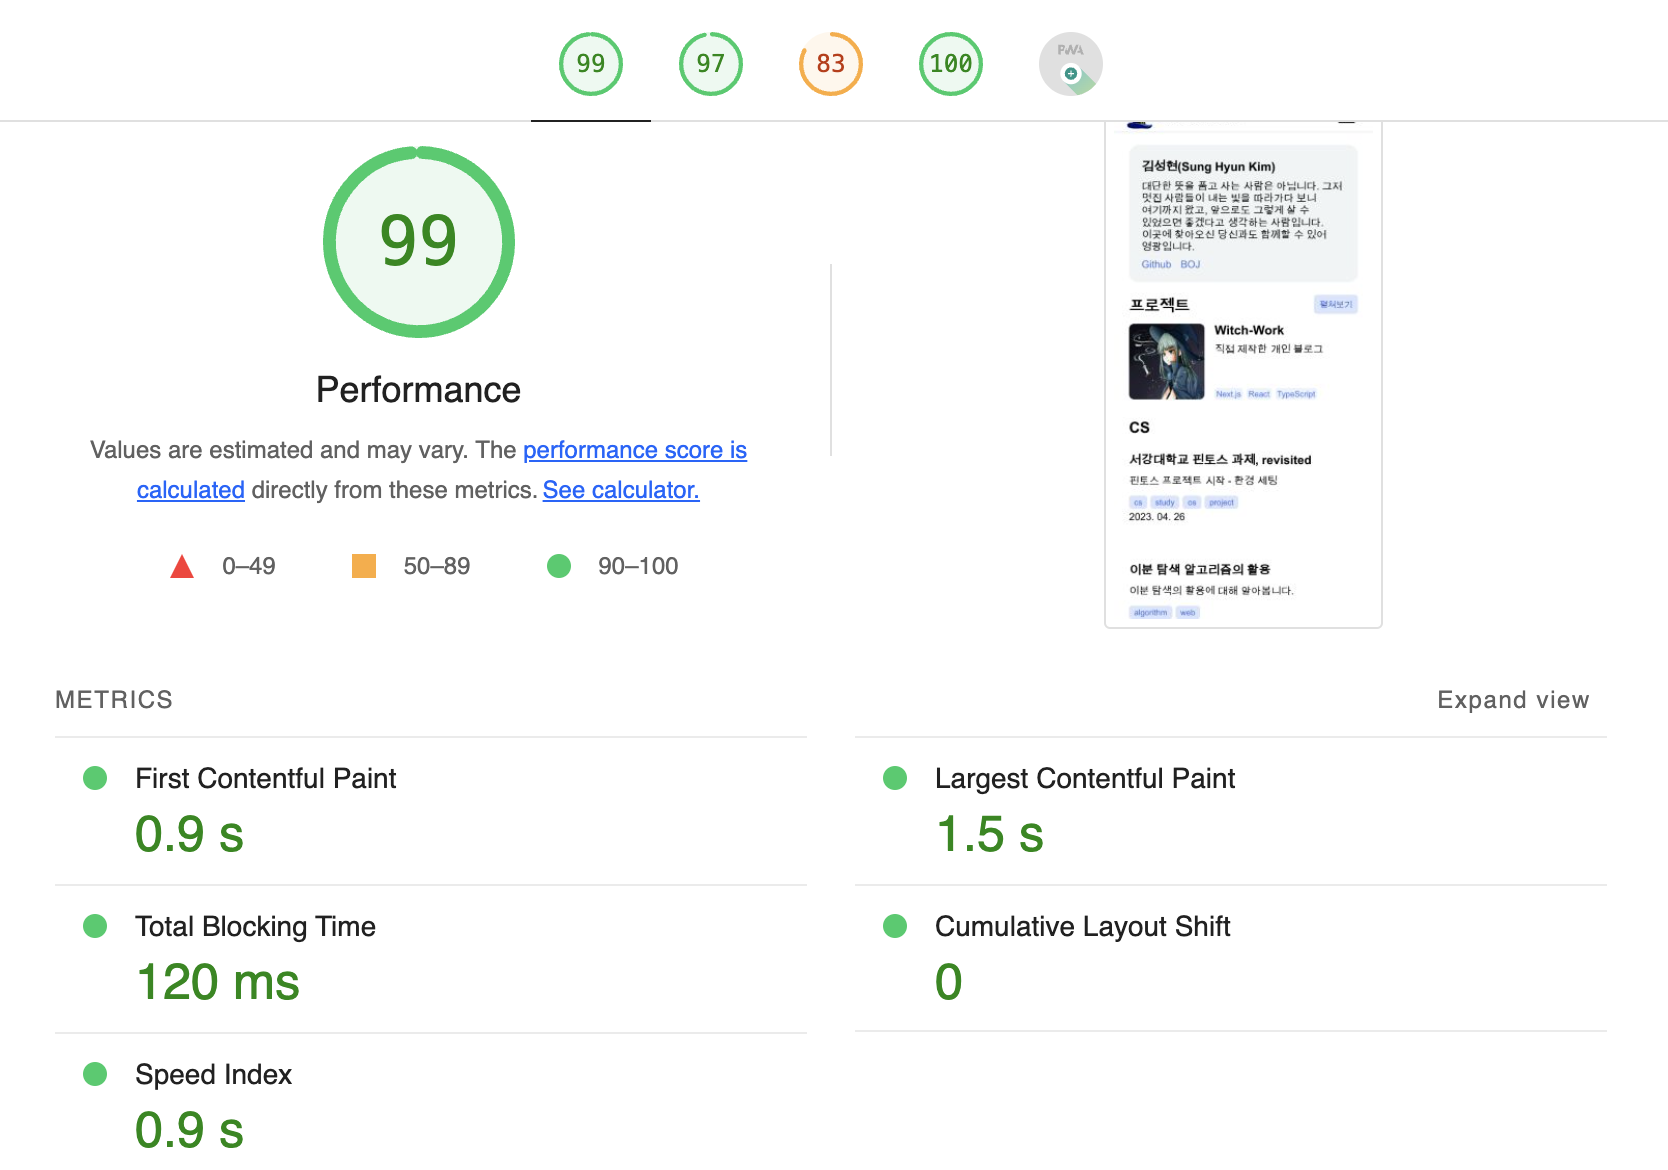 99
97
83
100
PWA
99
Performance
Values are estimated and may vary. The performance score is
calculated directly from these metrics. See calculator.
0–49
50–89
90–100
김성현(Sung Hyun Kim)
대단한 뜻을 품고 사는 사람은 아닙니다. 그저
멋진 사람들이 내는 빛을 따라가다 보니
여기까지 왔고, 앞으로도 그렇게 살 수
있었으면 좋겠다고 생각하는 사람입니다.
이곳에 찾아오신 당신과도 함께할 수 있어
영광입니다.
Github BOJ
프로젝트
펼쳐보기
Witch-Work
직접 제작한 개인 블로그
Next.js React TypeScript
CS
서강대학교 핀토스 과제, revisited
핀토스 프로젝트 시작 - 환경 세팅
cs study os project
2023. 04. 26
이분 탐색 알고리즘의 활용
이분 탐색의 활용에 대해 알아봅니다.
algorithm web
METRICS
Expand view
First Contentful Paint
0.9 s
Largest Contentful Paint
1.5 s
Total Blocking Time
120 ms
Cumulative Layout Shift
0
Speed Index
0.9 s